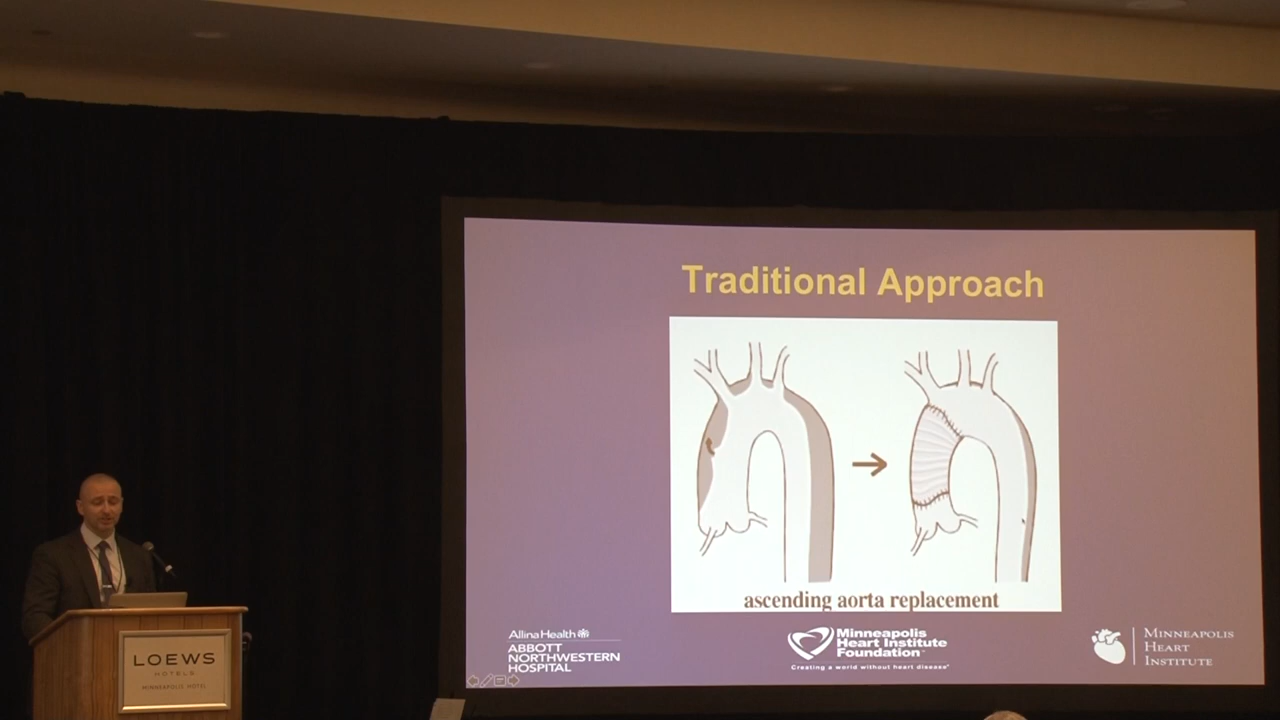 Traditional Approach
ascending aorta replacement
Allina Health
ABBOTT
NORTHWESTERN
HOSPITAL
Minneapolis
Heart Institute
Foundation
Creating a world without heart disease®
MINNEAPOLIS
HEART
INSTITUTE
LOEWS
HOTELS
MINNEAPOLIS HOTEL